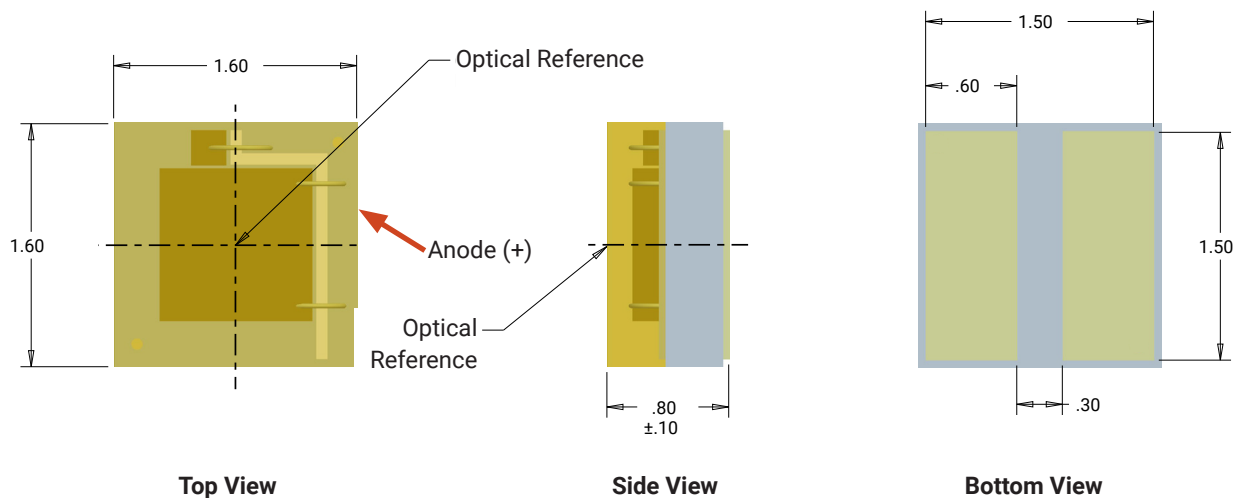 1.50
1.60
Optical Reference
.60
1.60
Anode (+)
1.50
Optical
Reference
.80
±.10
.30
Top View
Side View
Bottom View